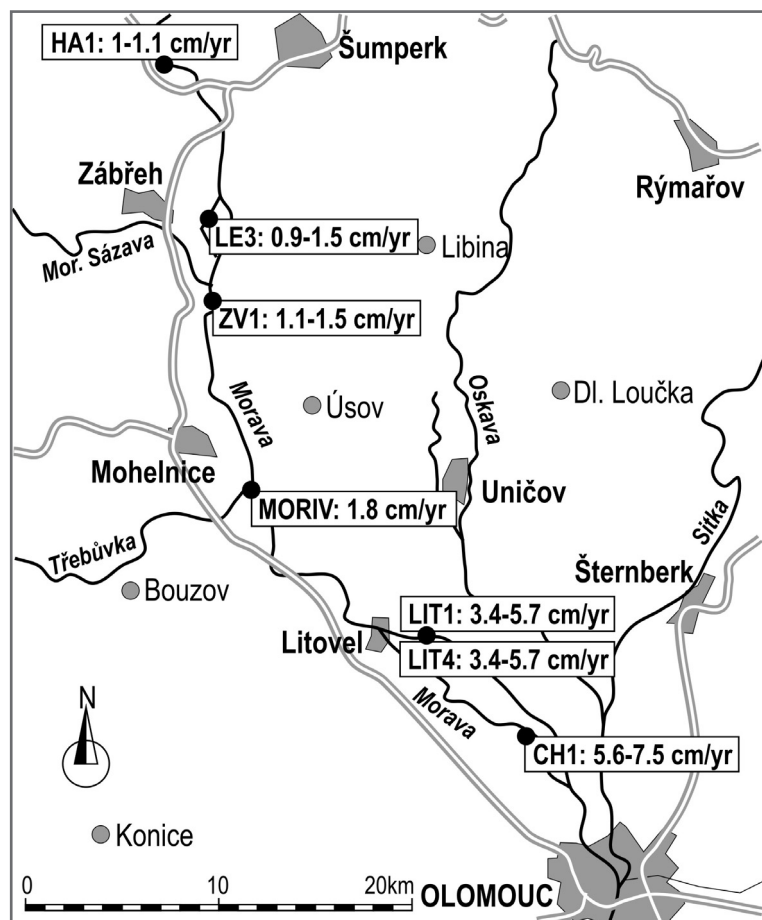 HA1: 1-1.1 cm/yr
Šumperk
Zábřeh
Rýmařov
LE3: 0.9-1.5 cm/yr
Libina
Mor. Sázava
ZV1: 1.1-1.5 cm/yr
Morava
Oskava
Úsov
Dl. Loučka
Mohelnice
Uničov
MORIV: 1.8 cm/yr
Sitka
Třebůvka
Bouzov
Šternberk
LIT1: 3.4-5.7 cm/yr
Litovel
LIT4: 3.4-5.7 cm/yr
Morava
N
CH1: 5.6-7.5 cm/yr
Konice
0 10 20km
OLOMOUC